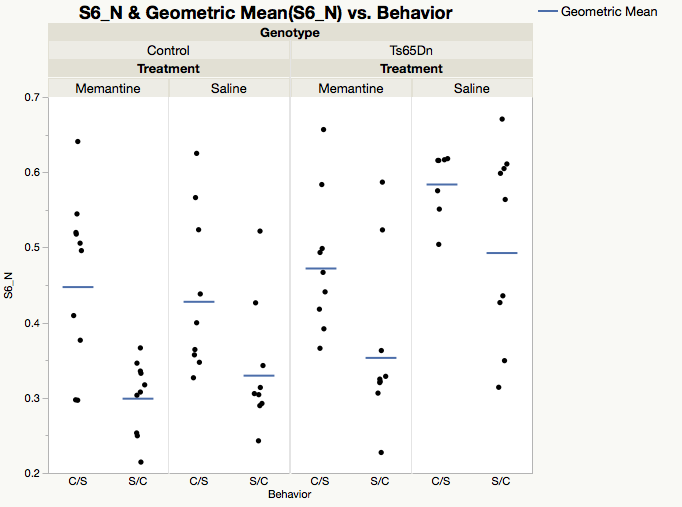 S6_N & Geometric Mean(S6_N) vs. Behavior
Geometric Mean
Genotype
Control Ts65Dn
Treatment Treatment
Memantine Saline Memantine Saline
0.7
0.6
0.5
0.4
0.3
0.2
S6_N
C/S S/C C/S S/C C/S S/C C/S S/C
Behavior